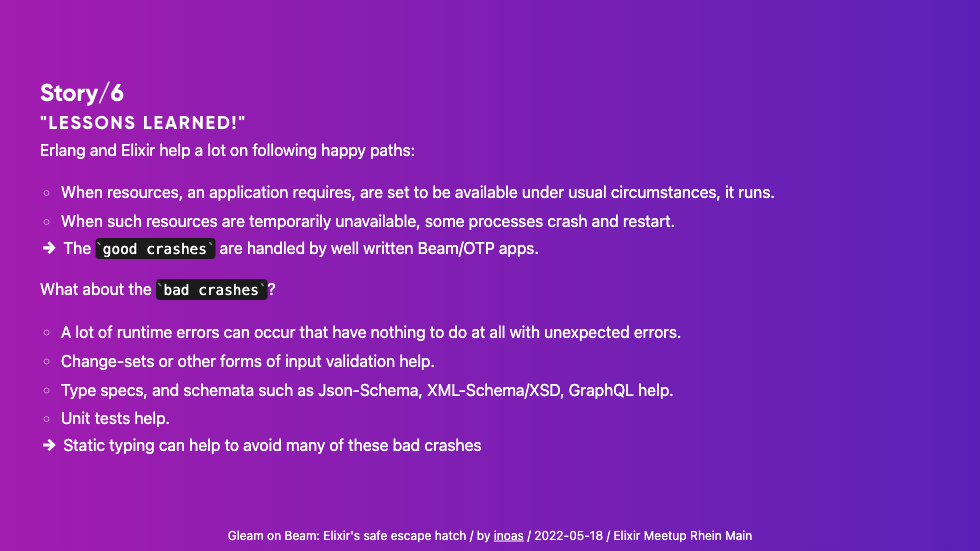 Story/6
"LESSONS LEARNED!"
Erlang and Elixir help a lot on following happy paths:
◦ When resources, an application requires, are set to be available under usual circumstances, it runs.
◦ When such resources are temporarily unavailable, some processes crash and restart.
➔ The `good crashes` are handled by well written Beam/OTP apps.
What about the `bad crashes`?
◦ A lot of runtime errors can occur that have nothing to do at all with unexpected errors.
◦ Change-sets or other forms of input validation help.
◦ Type specs, and schemata such as Json-Schema, XML-Schema/XSD, GraphQL help.
◦ Unit tests help.
➔ Static typing can help to avoid many of these bad crashes
Gleam on Beam: Elixir's safe escape hatch / by inoas / 2022-05-18 / Elixir Meetup Rhein Main